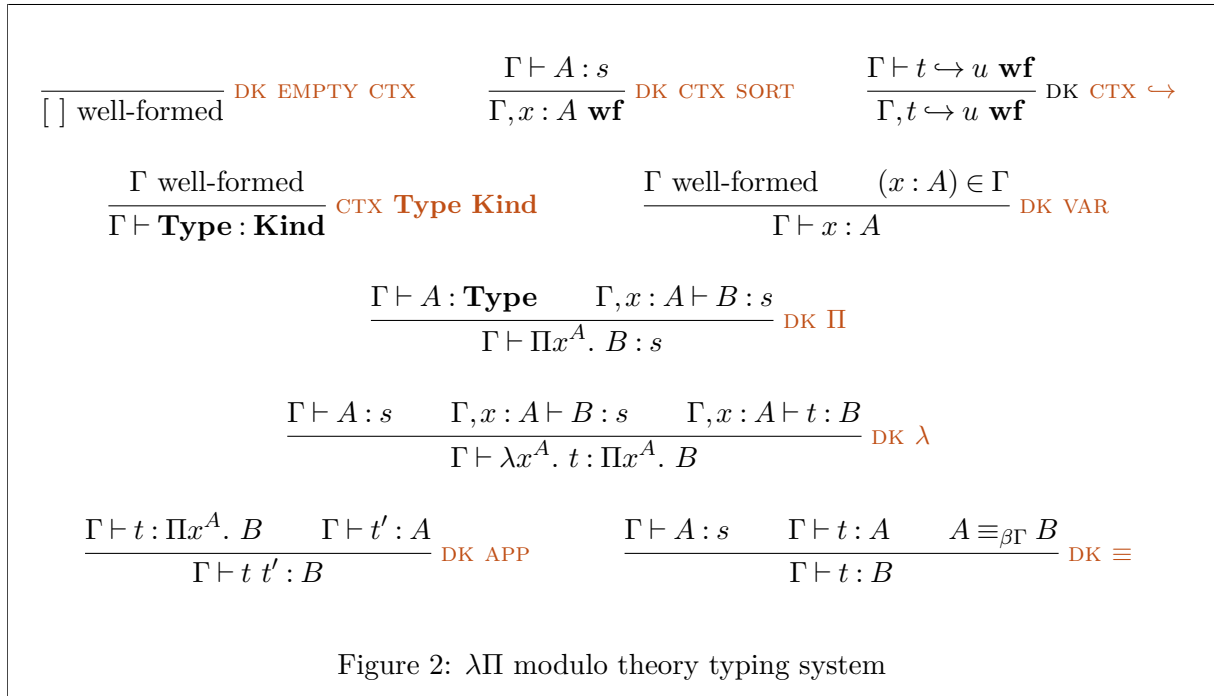 Γ ⊢ A : s    Γ ⊢ t ↪ u wf
[ ] well-formed DK EMPTY CTX    Γ, x : A wf DK CTX SORT    Γ, t ↪ u wf DK CTX ↪
Γ well-formed    Γ well-formed    (x : A) ∈ Γ
Γ ⊢ Type : Kind CTX Type Kind    Γ ⊢ x : A DK VAR
Γ ⊢ A : Type    Γ, x : A ⊢ B : s
Γ ⊢ Πx^A. B : s DK Π
Γ ⊢ A : s    Γ, x : A ⊢ B : s    Γ, x : A ⊢ t : B
Γ ⊢ λx^A. t : Πx^A. B DK λ
Γ ⊢ t : Πx^A. B    Γ ⊢ t′ : A    Γ ⊢ A : s    Γ ⊢ t : A    A ≡_βΓ B
Γ ⊢ t t′ : B DK APP    Γ ⊢ t : B DK ≡
Figure 2: λΠ modulo theory typing system